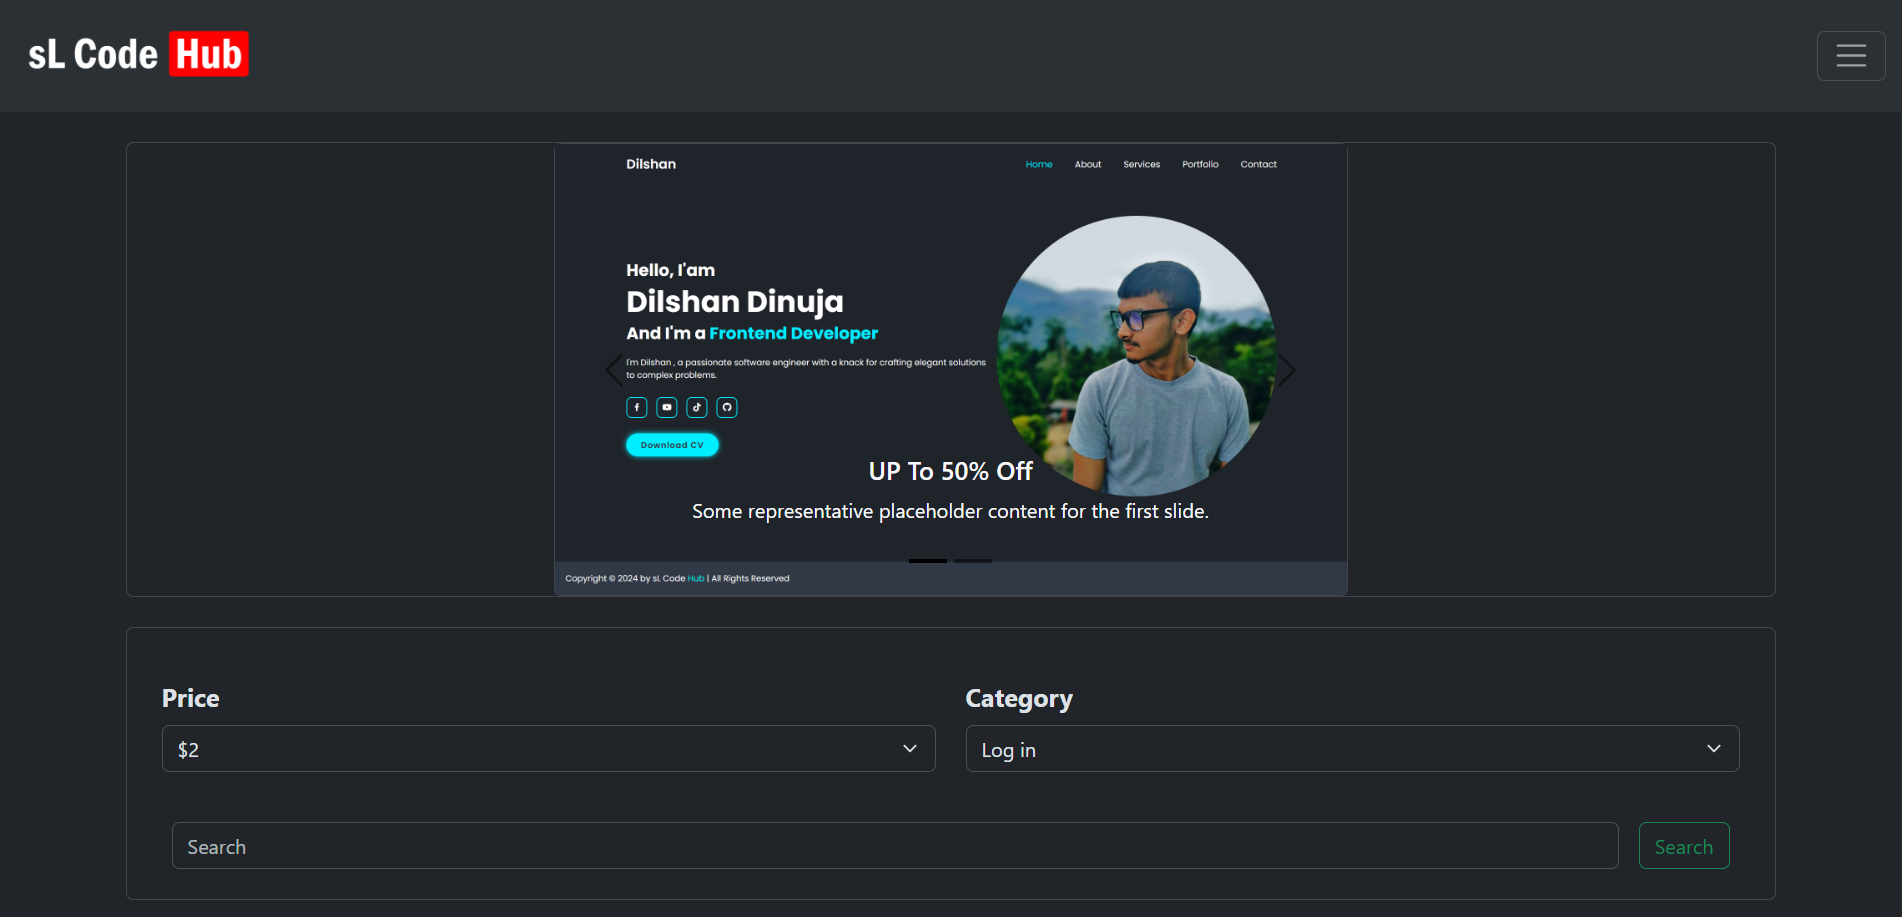 sL Code Hub
Dilshan
Home About Services Portfolio Contact
Hello, I'am
Dilshan Dinuja
And I'm a Frontend Developer
I'm Dilshan , a passionate software engineer with a knack for crafting elegant solutions
to complex problems.
Download CV
UP To 50% Off
Some representative placeholder content for the first slide.
Copyright © 2024 by sL Code Hub | All Rights Reserved
Price
Category
$2
Log in
Search
Search